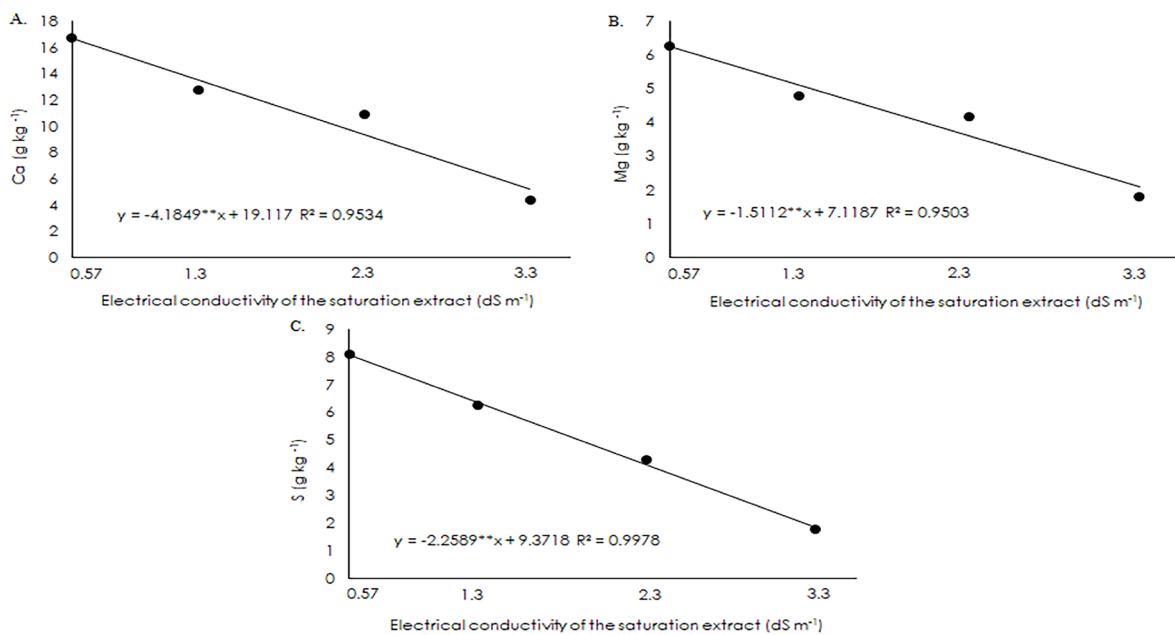 A.
18
16
14
12
10
8
6
4
2
0
Ca (g kg⁻¹)
y = -4.1849**x + 19.117 R² = 0.9534
0.57 1.3 2.3 3.3
Electrical conductivity of the saturation extract (dS m⁻¹)
B.
7
6
5
4
3
2
1
0
Mg (g kg⁻¹)
y = -1.5112**x + 7.1187 R² = 0.9503
0.57 1.3 2.3 3.3
Electrical conductivity of the saturation extract (dS m⁻¹)
C.
9
8
7
6
5
4
3
2
1
0
S (g kg⁻¹)
y = -2.2589**x + 9.3718 R² = 0.9978
0.57 1.3 2.3 3.3
Electrical conductivity of the saturation extract (dS m⁻¹)